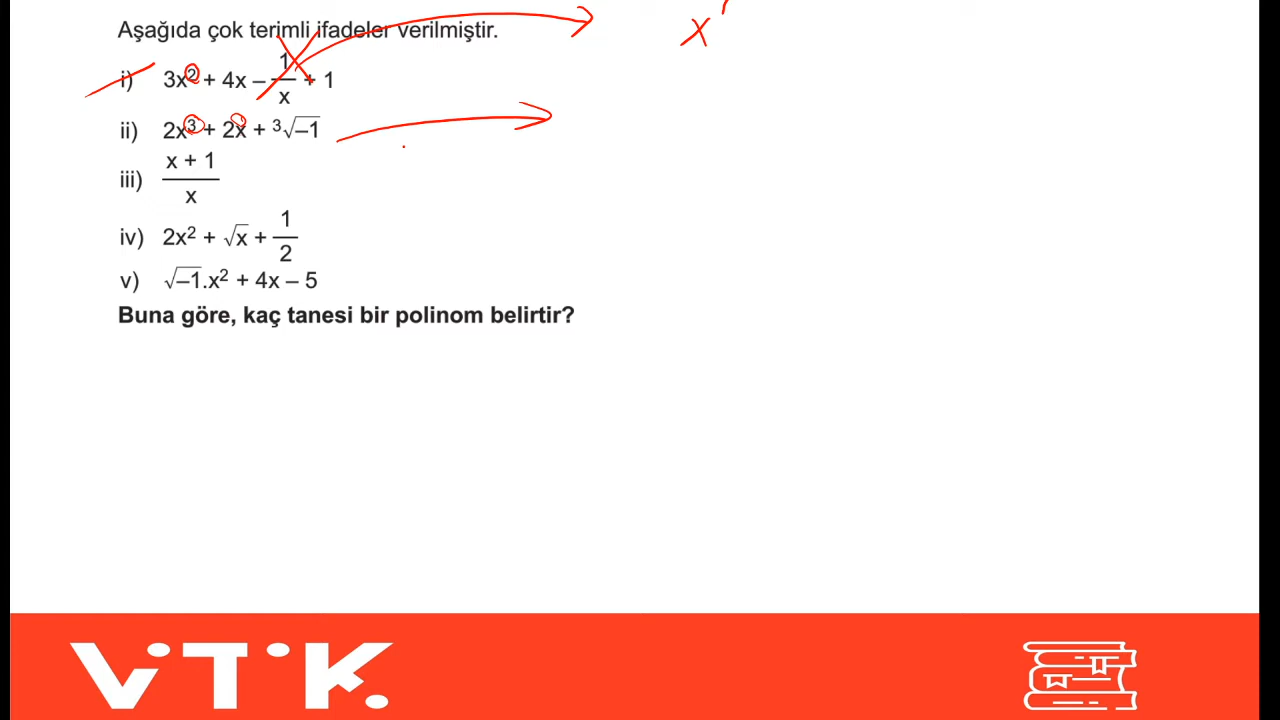 Aşağıda çok terimli ifadeler verilmiştir.
x
i) 3x² + 4x – 1/x + 1
ii) 2x³ + 2x + ³√–1
iii) x + 1/x
iv) 2x² + √x + 1/2
v) √–1.x² + 4x – 5
Buna göre, kaç tanesi bir polinom belirtir?
VTK